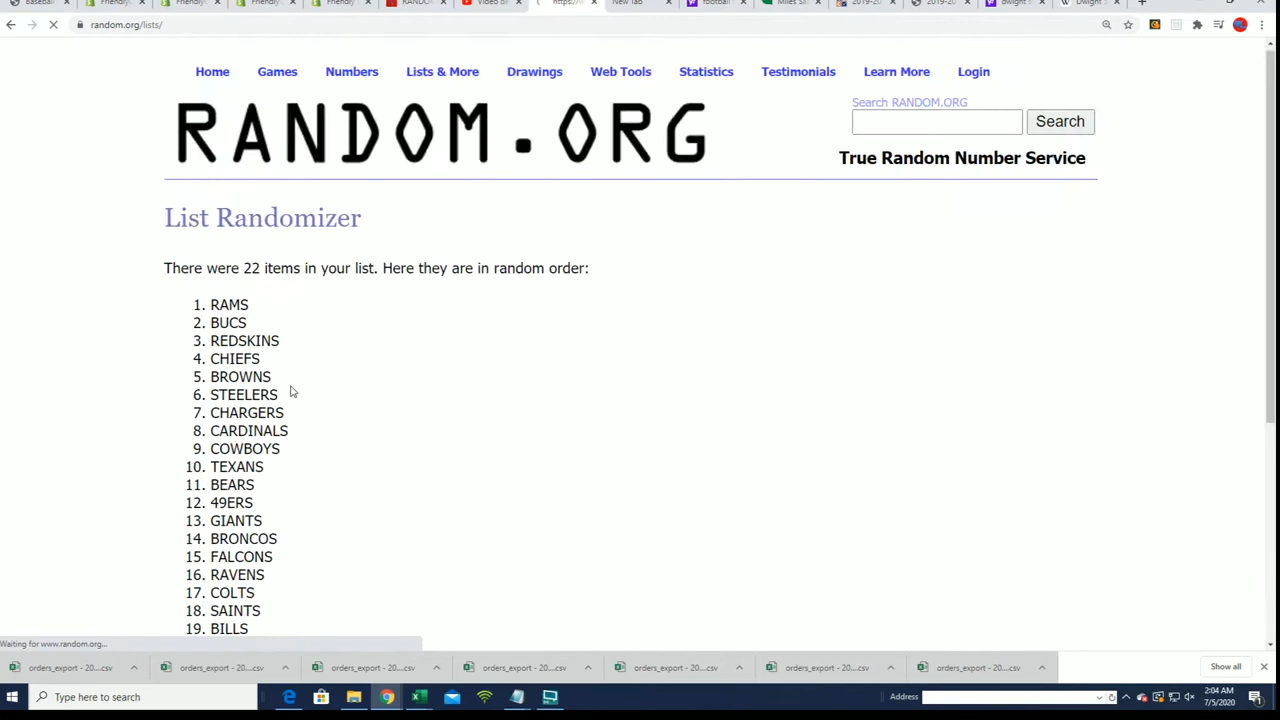 random.org/lists/
Home Games Numbers Lists & More Drawings Web Tools Statistics Testimonials Learn More Login
RANDOM.ORG
Search RANDOM.ORG
Search
True Random Number Service
List Randomizer
There were 22 items in your list. Here they are in random order:
1. RAMS
2. BUCS
3. REDSKINS
4. CHIEFS
5. BROWNS
6. STEELERS
7. CHARGERS
8. CARDINALS
9. COWBOYS
10. TEXANS
11. BEARS
12. 49ERS
13. GIANTS
14. BRONCOS
15. FALCONS
16. RAVENS
17. COLTS
18. SAINTS
19. BILLS
Waiting for www.random.org...
orders_export - 20....csv orders_export - 20....csv orders_export - 20....csv orders_export - 20....csv orders_export - 20....csv orders_export - 20....csv orders_export - 20....csv Show all
Type here to search
Address
2:04 AM
7/5/2020